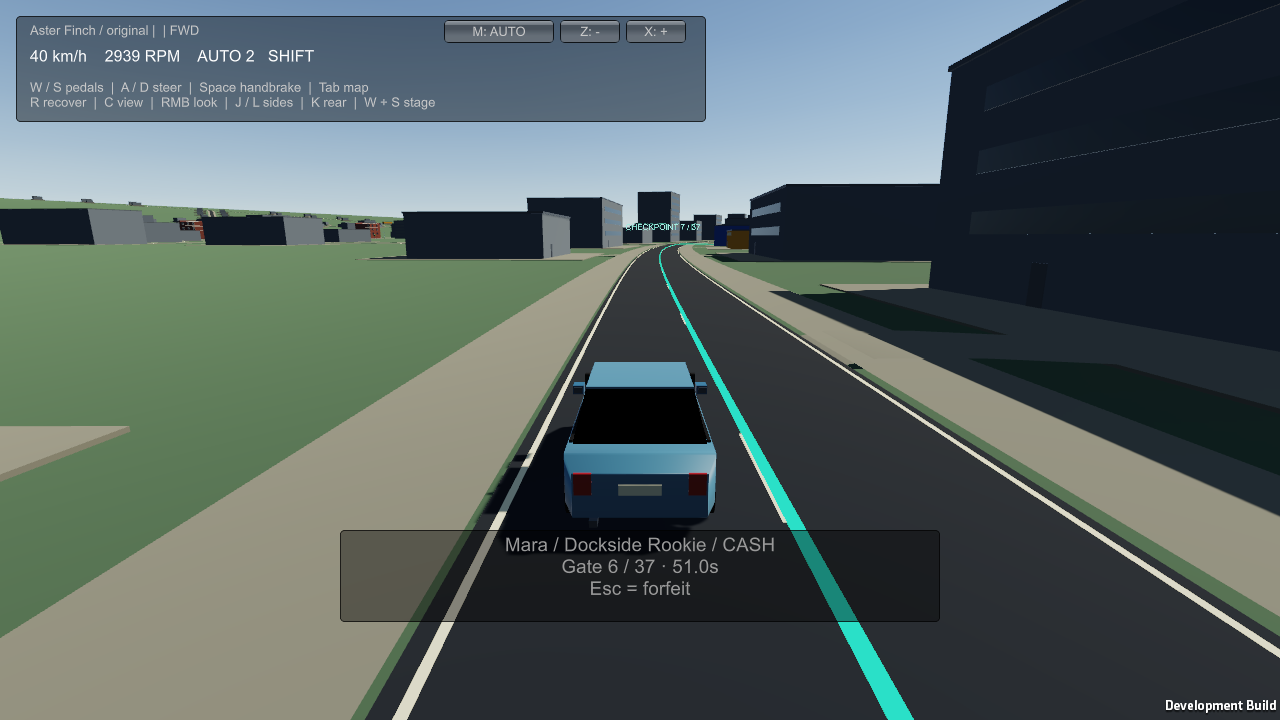 Aster Finch / original | | FWD
M: AUTO
Z: -
X: +
40 km/h 2939 RPM AUTO 2 SHIFT
W / S pedals | A / D steer | Space handbrake | Tab map
R recover | C view | RMB look | J / L sides | K rear | W + S stage
CHECKPOINT 7 / 37
Mara / Dockside Rookie / CASH
Gate 6 / 37 · 51.0s
Esc = forfeit
Development Build